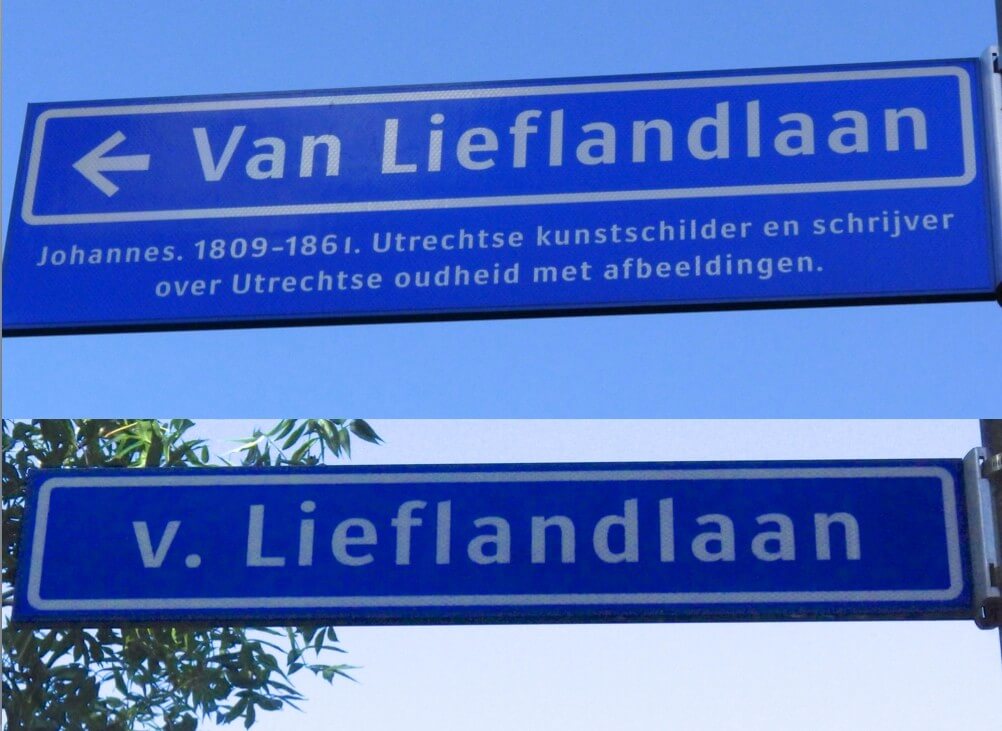 ← Van Lieflandlaan
Johannes. 1809-1861. Utrechtse kunstschilder en schrijver
over Utrechtse oudheid met afbeeldingen.
v. Lieflandlaan